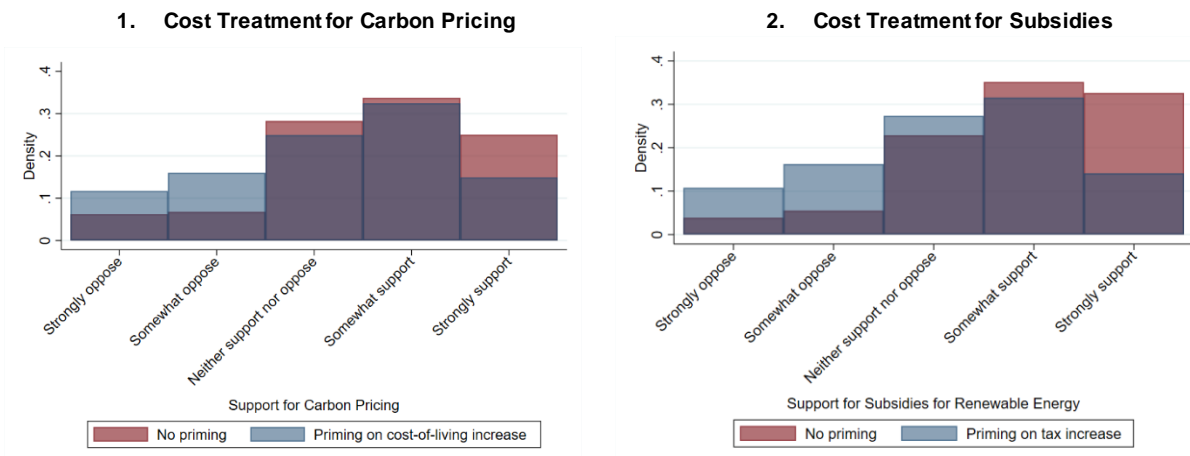 1. Cost Treatment for Carbon Pricing
Density
.4
.3
.2
.1
0
Strongly oppose
Somewhat oppose
Neither support nor oppose
Somewhat support
Strongly support
Support for Carbon Pricing
No priming
Priming on cost-of-living increase
2. Cost Treatment for Subsidies
Density
.4
.3
.2
.1
0
Strongly oppose
Somewhat oppose
Neither support nor oppose
Somewhat support
Strongly support
Support for Subsidies for Renewable Energy
No priming
Priming on tax increase